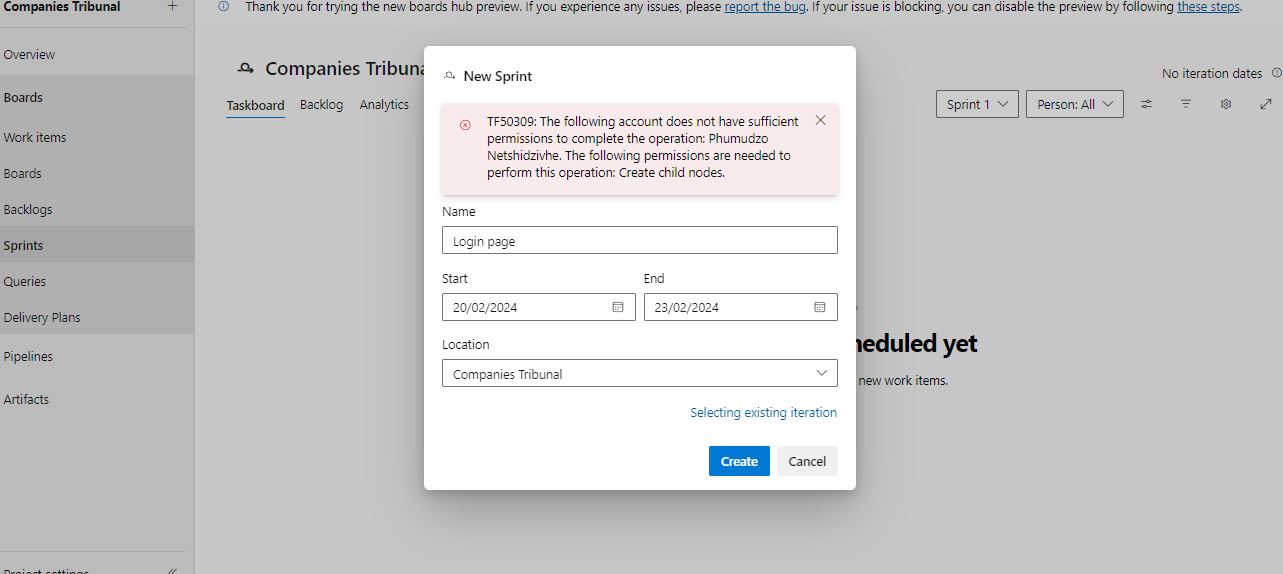 Companies Tribunal
Thank you for trying the new boards hub preview. If you experience any issues, please report the bug. If your issue is blocking, you can disable the preview by following these steps.
Overview
Boards
Work items
Boards
Backlogs
Sprints
Queries
Delivery Plans
Pipelines
Artifacts
Project settings
Companies Tribuna
No iteration dates
Taskboard Backlog Analytics
Sprint 1 Person: All
New Sprint
TF50309: The following account does not have sufficient
permissions to complete the operation: Phumudzo
Netshidzivhe. The following permissions are needed to
perform this operation: Create child nodes.
Name
Login page
Start End
20/02/2024 23/02/2024
Location
Companies Tribunal
Selecting existing iteration
Create Cancel
heduled yet
new work items.